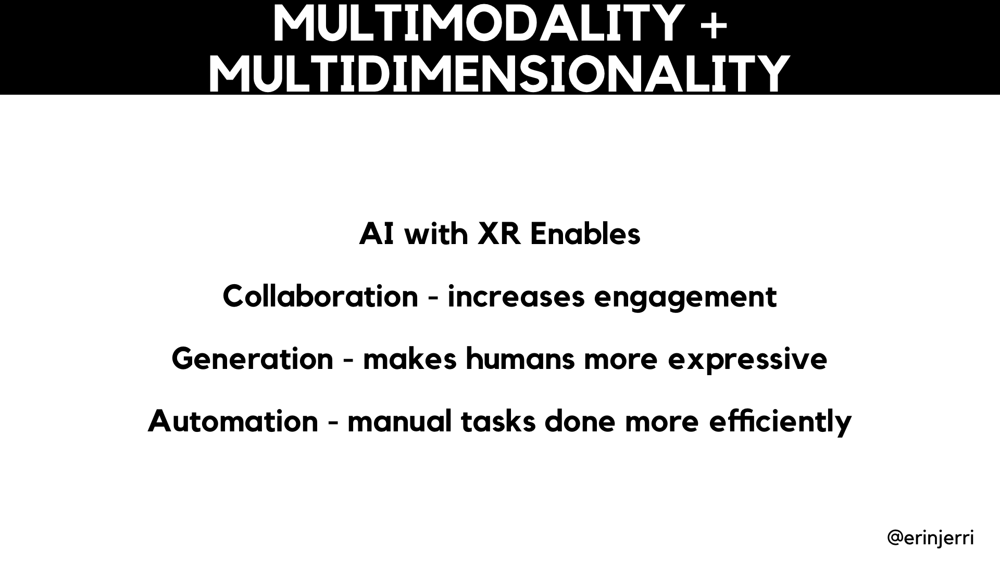 MULTIMODALITY +
MULTIDIMENSIONALITY
AI with XR Enables
Collaboration - increases engagement
Generation - makes humans more expressive
Automation - manual tasks done more efficiently
@erinjerri